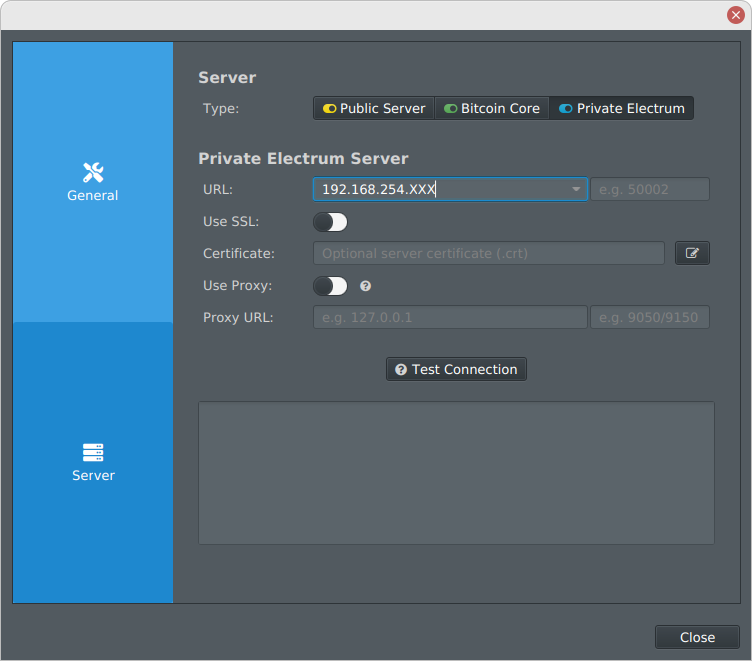 Server
Type: Public Server Bitcoin Core Private Electrum
General
Private Electrum Server
URL: 192.168.254.XXX e.g. 50002
Use SSL:
Certificate: Optional server certificate (.crt)
Use Proxy: ?
Proxy URL: e.g. 127.0.0.1 e.g. 9050/9150
? Test Connection
Server
Close